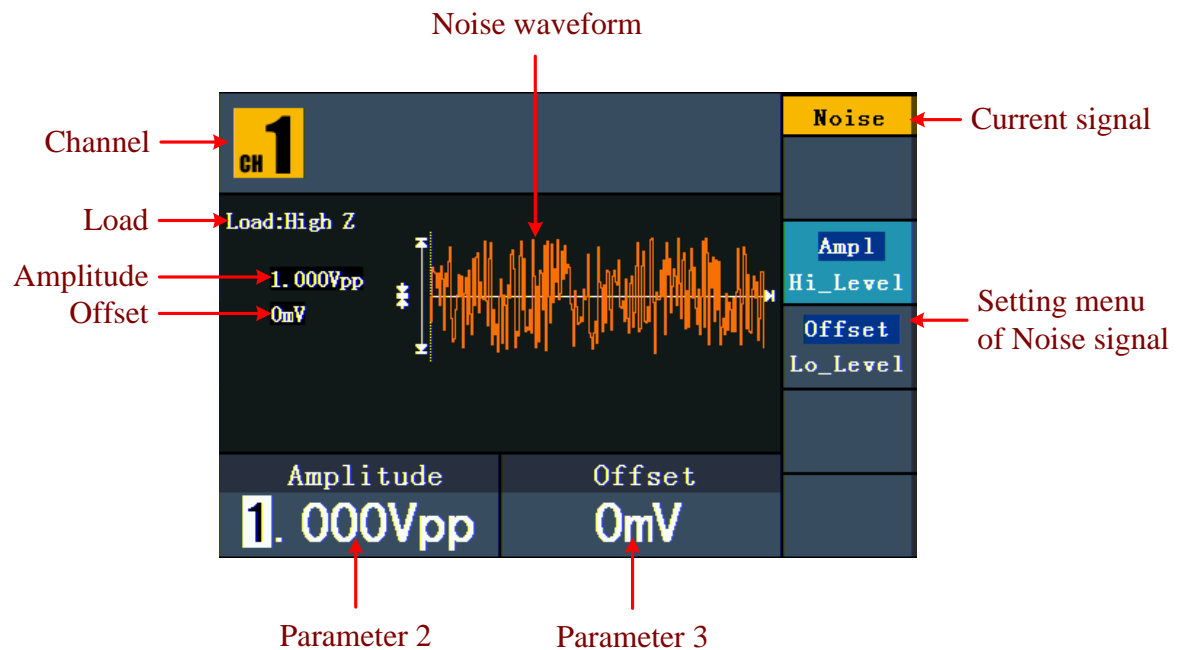 Noise waveform
Channel
CH 1
Noise
Current signal
Load
Load:High Z
Amplitude
1.000Vpp
Offset
0mV
Ampl
Hi_Level
Offset
Lo_Level
Setting menu
of Noise signal
Amplitude
Offset
1.000Vpp
0mV
Parameter 2
Parameter 3